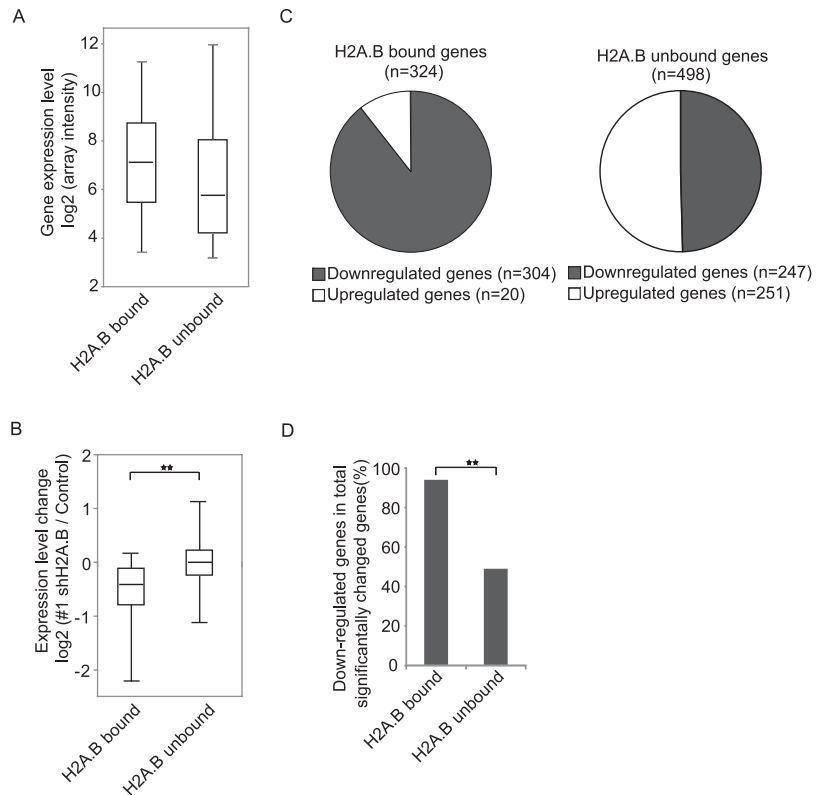 A
Gene expression level
log2 (array intensity)
12
10
8
6
4
2
H2A.B bound
H2A.B unbound
C
H2A.B bound genes
(n=324)
Downregulated genes (n=304)
Upregulated genes (n=20)
H2A.B unbound genes
(n=498)
Downregulated genes (n=247)
Upregulated genes (n=251)
B
Expression level change
log2 (#1 shH2A.B / Control)
2
1
0
-1
-2
**
H2A.B bound
H2A.B unbound
D
Down-regulated genes in total
significantally changed genes(%)
100
80
60
40
20
0
**
H2A.B bound
H2A.B unbound